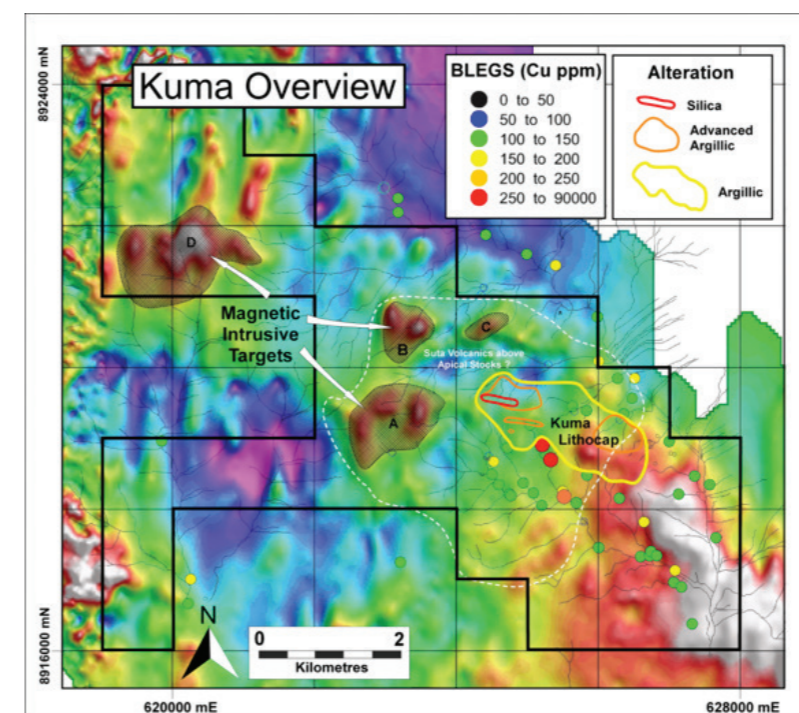 Kuma Overview
BLEGS (Cu ppm)
0 to 50
50 to 100
100 to 150
150 to 200
200 to 250
250 to 90000
Alteration
Silica
Advanced
Argillic
Argillic
8924000 mN
D
Magnetic
Intrusive
Targets
B
C
Suta Volcanics above
Apical Stocks ?
A
Kuma
Lithocap
N
0 2
Kilometres
8916000 mN
620000 mE
628000 mE